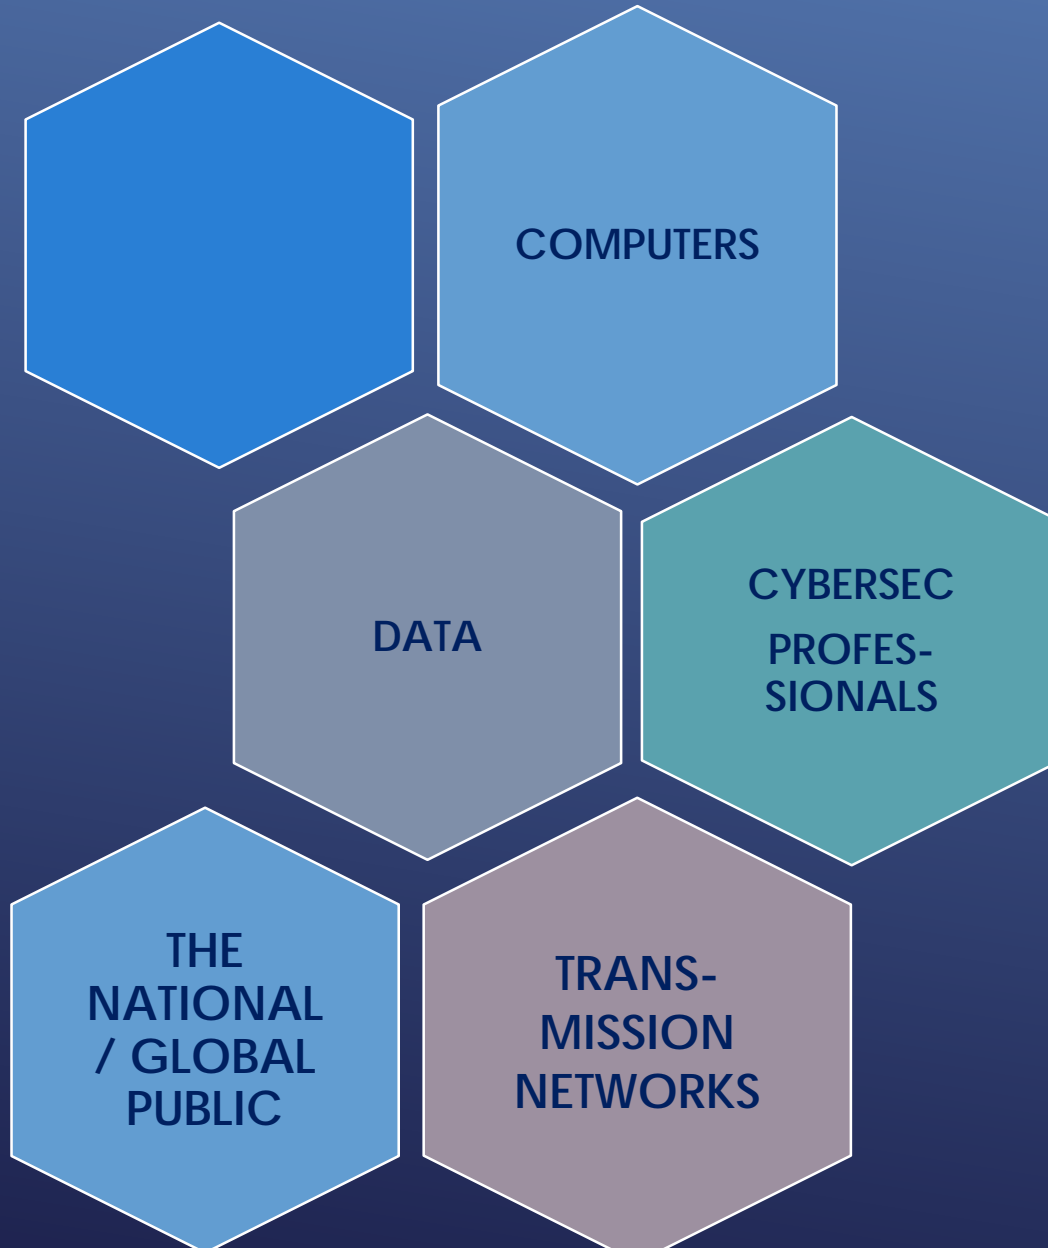 COMPUTERS
DATA
CYBERSEC
PROFES-
SIONALS
THE
NATIONAL
/ GLOBAL
PUBLIC
TRANS-
MISSION
NETWORKS